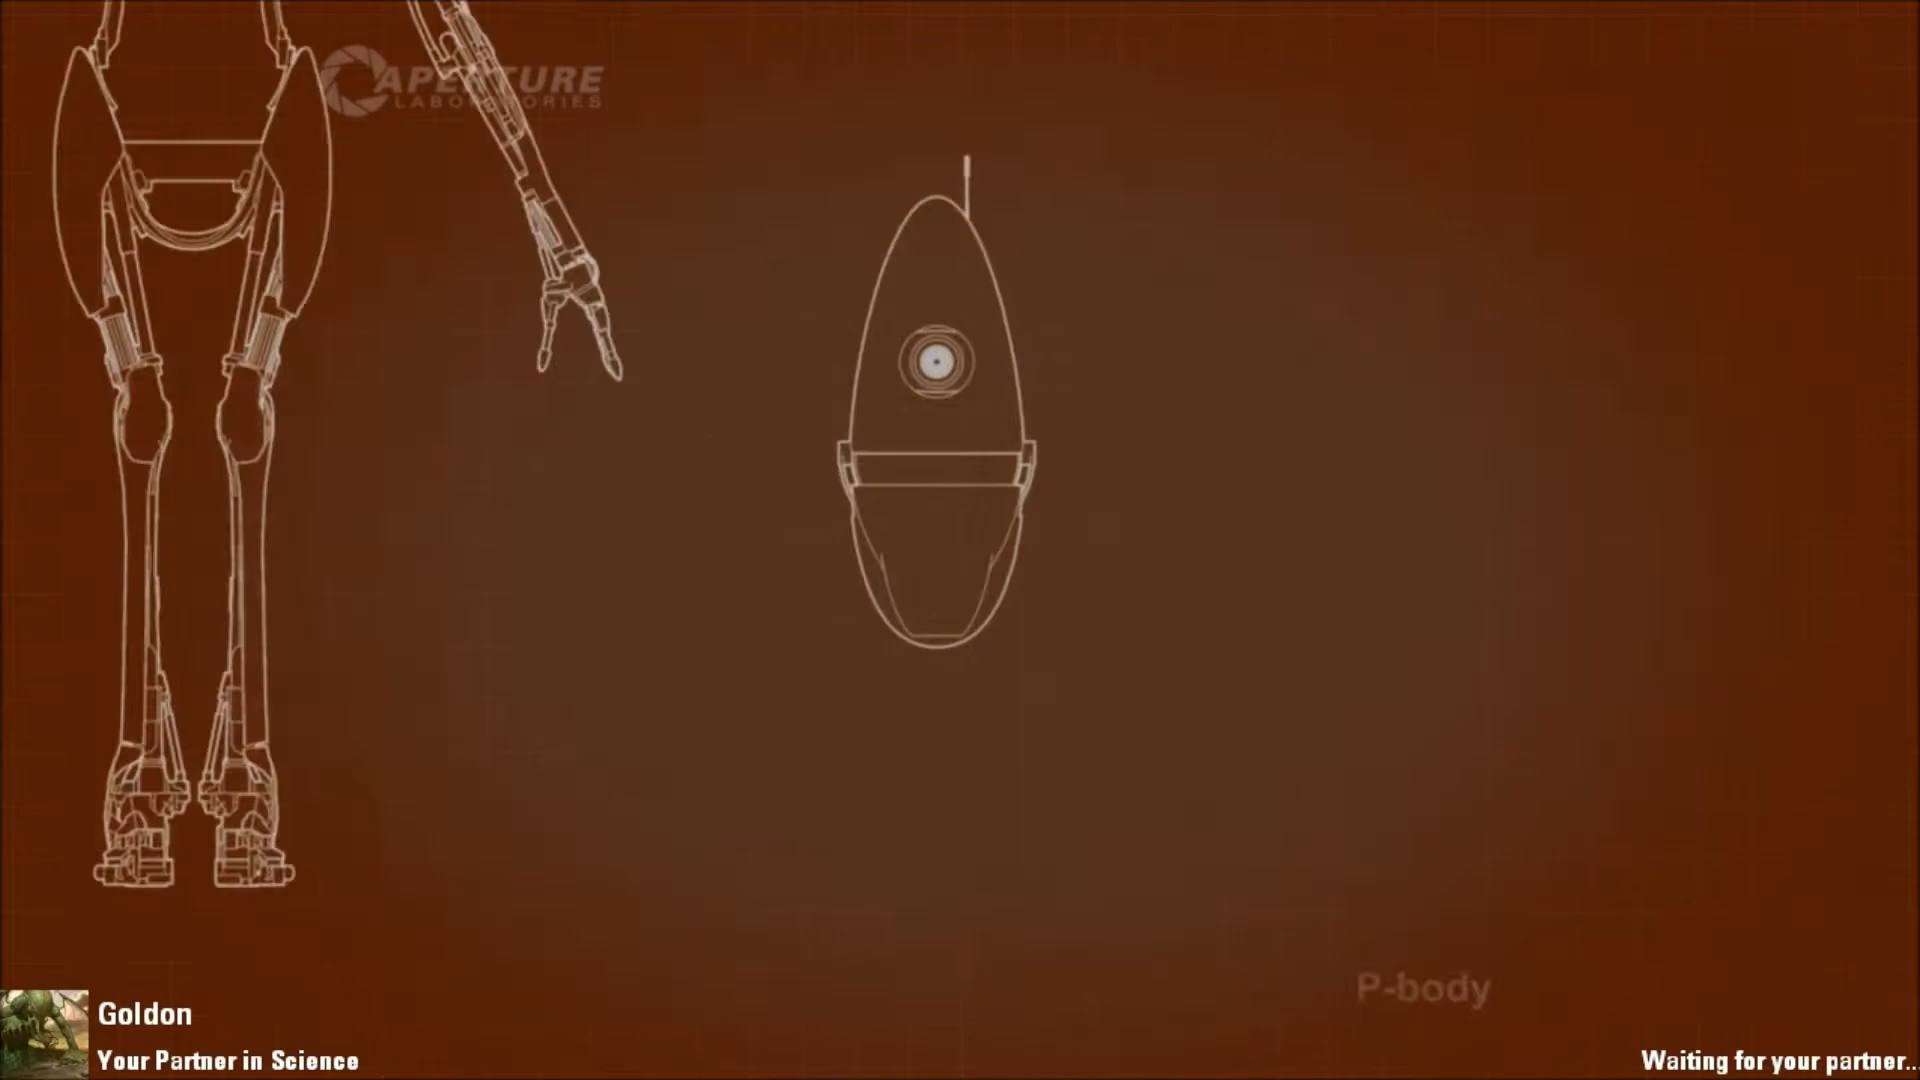 APERTURE
LABORATORIES
P-body
Goldon
Your Partner in Science
Waiting for your partner...